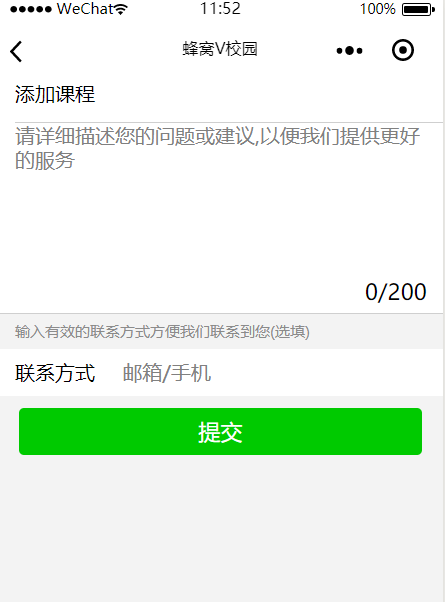 ●●●●● WeChat 11:52 100%
蜂窝V校园
添加课程
请详细描述您的问题或建议,以便我们提供更好
的服务
0/200
输入有效的联系方式方便我们联系到您(选填)
联系方式 邮箱/手机
提交